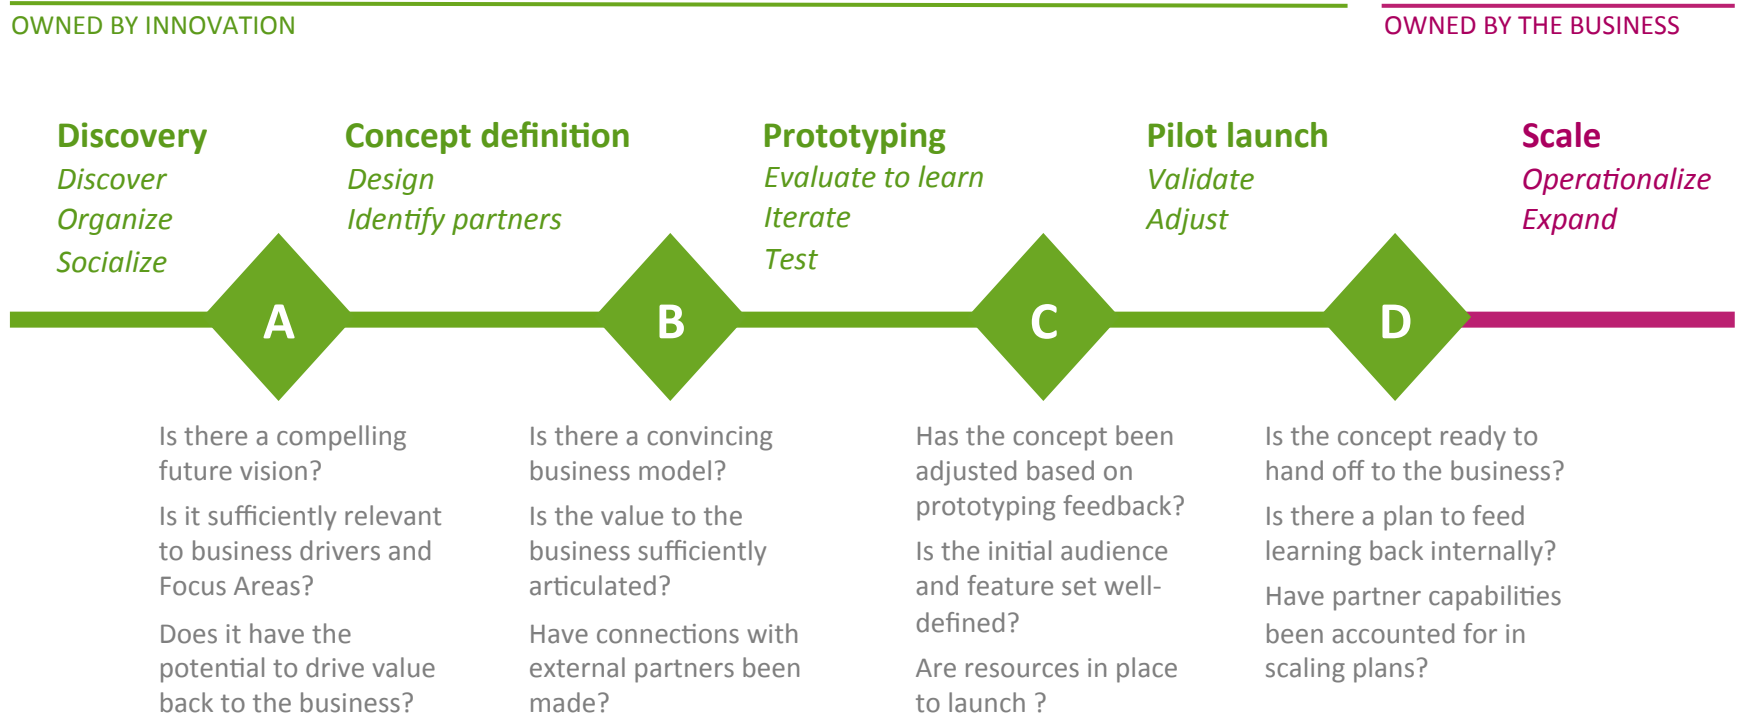 OWNED BY INNOVATION
OWNED BY THE BUSINESS
Discovery
Discover
Organize
Socialize
Concept definition
Design
Identify partners
Prototyping
Evaluate to learn
Iterate
Test
Pilot launch
Validate
Adjust
Scale
Operationalize
Expand
A
B
C
D
Is there a compelling
future vision?
Is it sufficiently relevant
to business drivers and
Focus Areas?
Does it have the
potential to drive value
back to the business?
Is there a convincing
business model?
Is the value to the
business sufficiently
articulated?
Have connections with
external partners been
made?
Has the concept been
adjusted based on
prototyping feedback?
Is the initial audience
and feature set well-
defined?
Are resources in place
to launch ?
Is the concept ready to
hand off to the business?
Is there a plan to feed
learning back internally?
Have partner capabilities
been accounted for in
scaling plans?